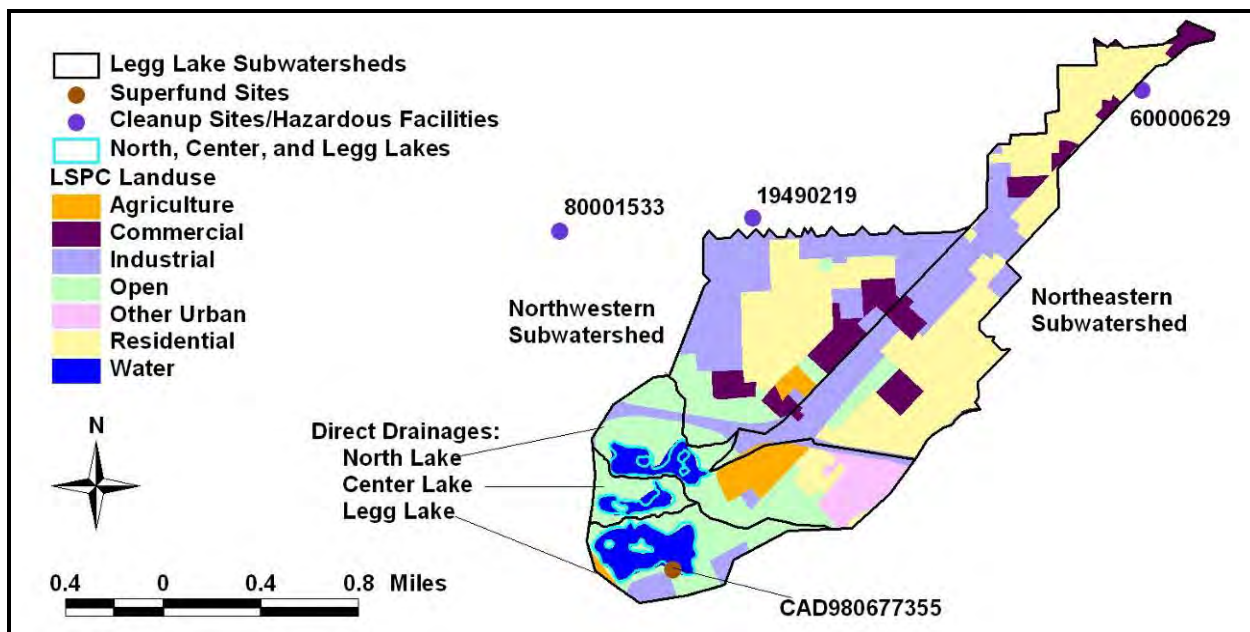 Legg Lake Subwatersheds
Superfund Sites
Cleanup Sites/Hazardous Facilities
North, Center, and Legg Lakes
LSPC Landuse
Agriculture
Commercial
Industrial
Open
Other Urban
Residential
Water
N
0.4 0 0.4 0.8 Miles
80001533
19490219
60000629
Northwestern
Subwatershed
Northeastern
Subwatershed
Direct Drainages:
North Lake
Center Lake
Legg Lake
CAD980677355